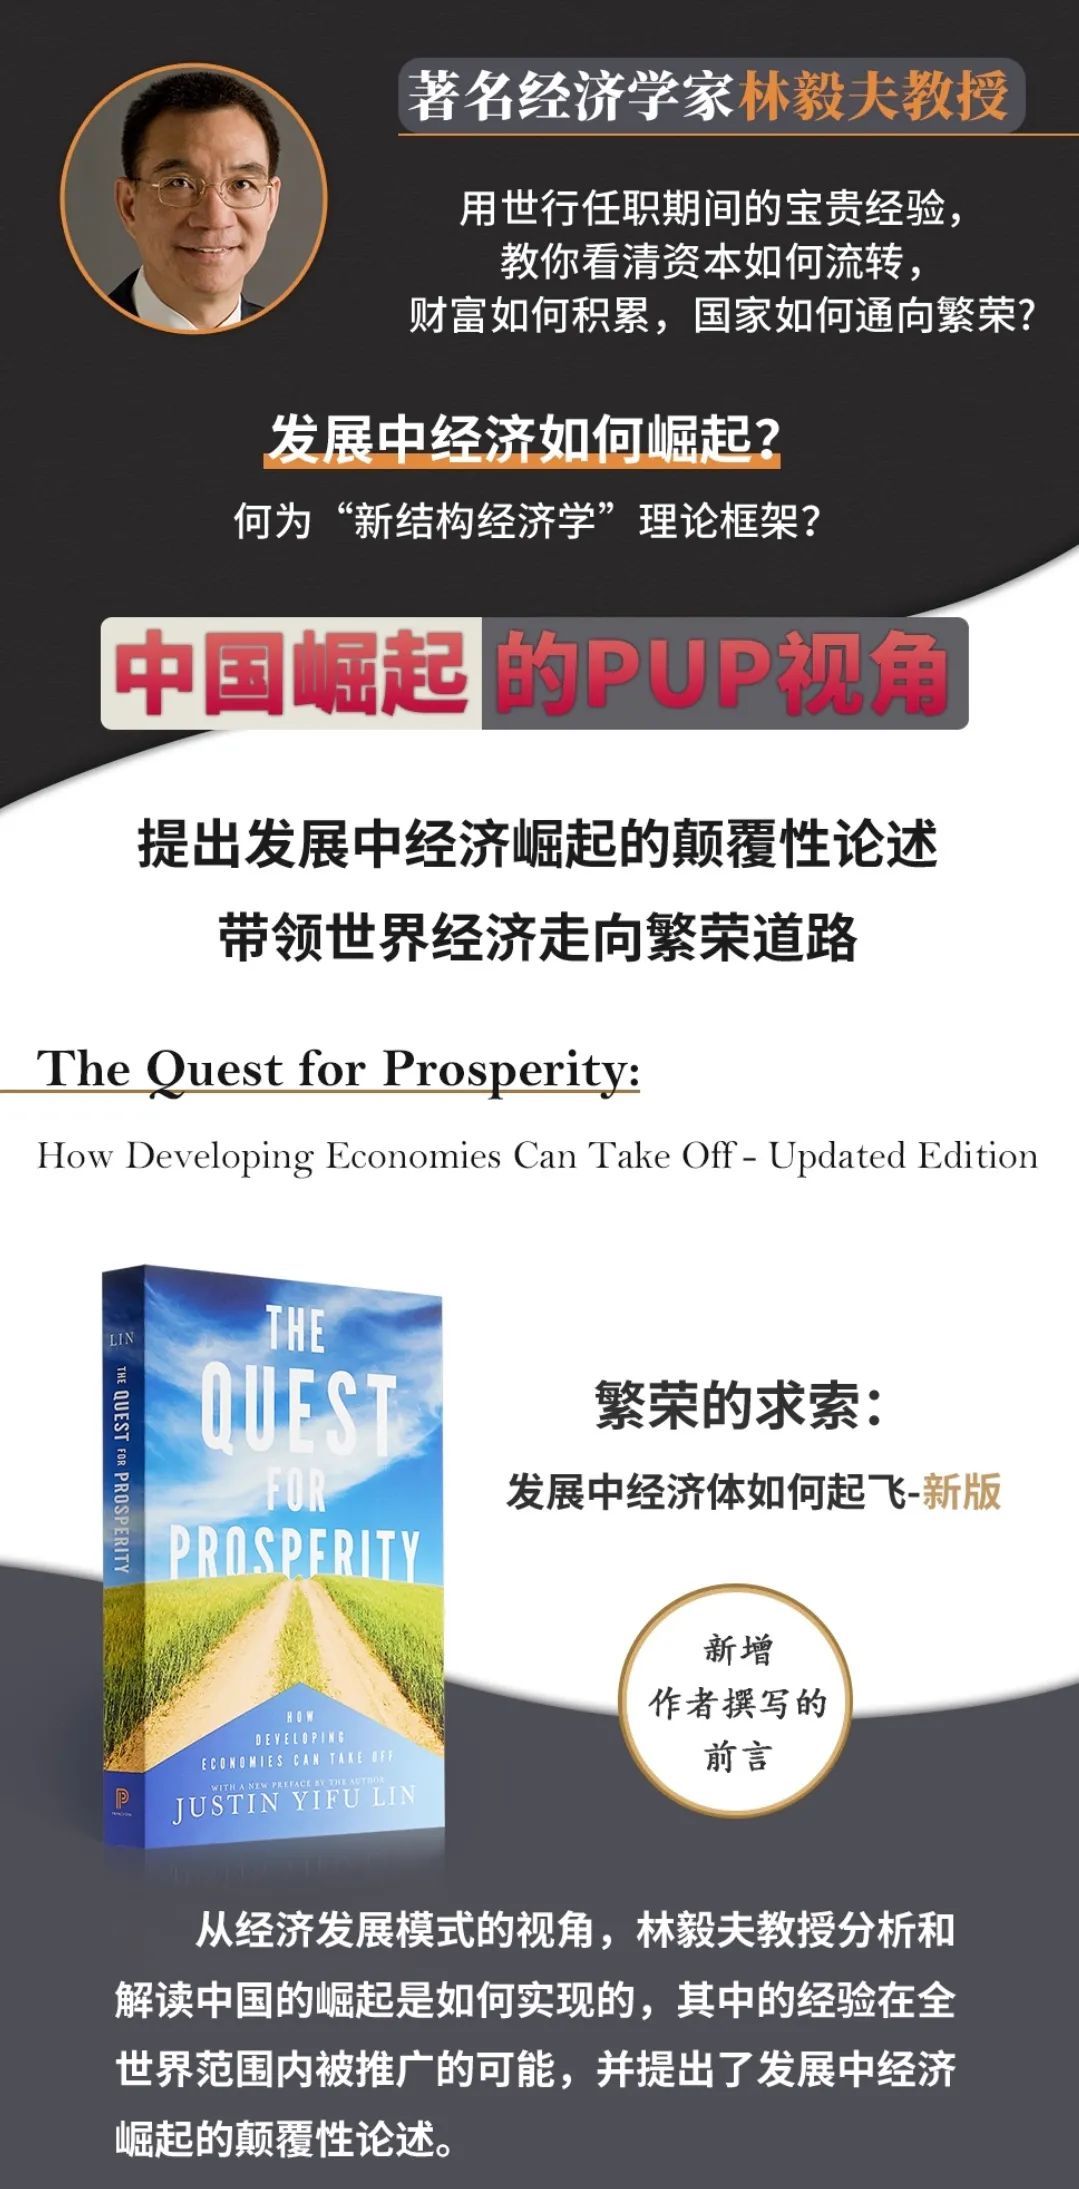 著名经济学家林毅夫教授
用世行任职期间的宝贵经验，
教你看清资本如何流转，
财富如何积累，国家如何通向繁荣？
发展中经济如何崛起？
何为“新结构经济学”理论框架？
中国崛起的PUP视角
提出发展中经济崛起的颠覆性论述
带领世界经济走向繁荣道路
The Quest for Prosperity:
How Developing Economies Can Take Off - Updated Edition
LIN
THE QUEST FOR PROSPERITY
THE
QUEST
FOR
PROSPERITY
HOW
DEVELOPING
ECONOMIES CAN TAKE OFF
WITH A NEW PREFACE BY THE AUTHOR
JUSTIN YIFU LIN
繁荣的求索：
发展中经济体如何起飞-新版
新增
作者撰写的
前言
从经济发展模式的视角，林毅夫教授分析和
解读中国的崛起是如何实现的，其中的经验在全
世界范围内被推广的可能，并提出了发展中经济
崛起的颠覆性论述。